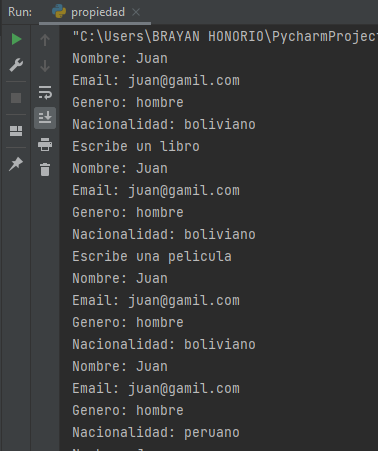 Run: propiedad
"C:\Users\BRAYAN HONORIO\PycharmProject
Nombre: Juan
Email: juan@gamil.com
Genero: hombre
Nacionalidad: boliviano
Escribe un libro
Nombre: Juan
Email: juan@gamil.com
Genero: hombre
Nacionalidad: boliviano
Escribe una pelicula
Nombre: Juan
Email: juan@gamil.com
Genero: hombre
Nacionalidad: boliviano
Nombre: Juan
Email: juan@gamil.com
Genero: hombre
Nacionalidad: peruano